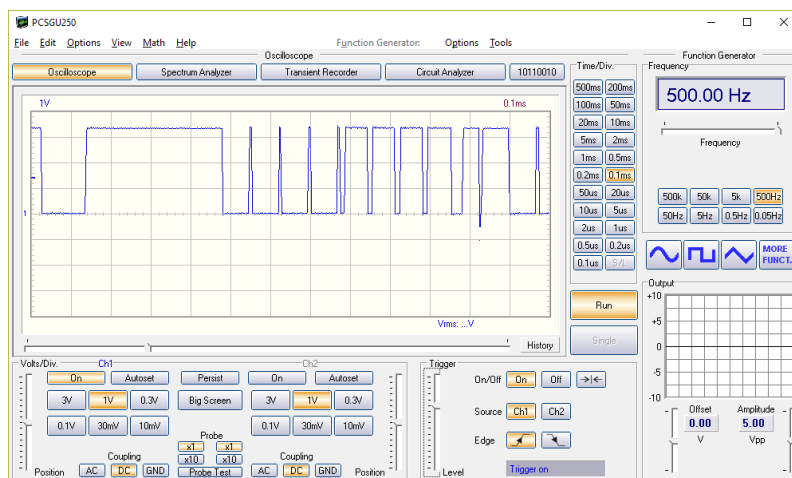 PCSGU250
File Edit Options View Math Help Function Generator: Options Tools
Oscilloscope
Oscilloscope Spectrum Analyzer Transient Recorder Circuit Analyzer 10110010
1V 0.1ms
1
Vrms: ...V
History
Time/Div.
500ms 200ms
100ms 50ms
20ms 10ms
5ms 2ms
1ms 0.5ms
0.2ms 0.1ms
50us 20us
10us 5us
2us 1us
0.5us 0.2us
0.1us S/L
Run
Single
Function Generator
Frequency
500.00 Hz
Frequency
500k 50k 5k 500Hz
50Hz 5Hz 0.5Hz 0.05Hz
MORE
FUNCT.
Output
+10
+5
0
-5
-10
Offset Amplitude
0.00 5.00
V Vpp
Volts/Div. Ch1 Ch2
On Autoset Persist On Autoset
3V 1V 0.3V Big Screen 3V 1V 0.3V
0.1V 30mV 10mV 0.1V 30mV 10mV
Probe
x1 x1
x10 x10
Probe Test
Coupling Coupling
Position AC DC GND AC DC GND Position
Trigger
On/Off On Off
Source Ch1 Ch2
Edge
Level Trigger on